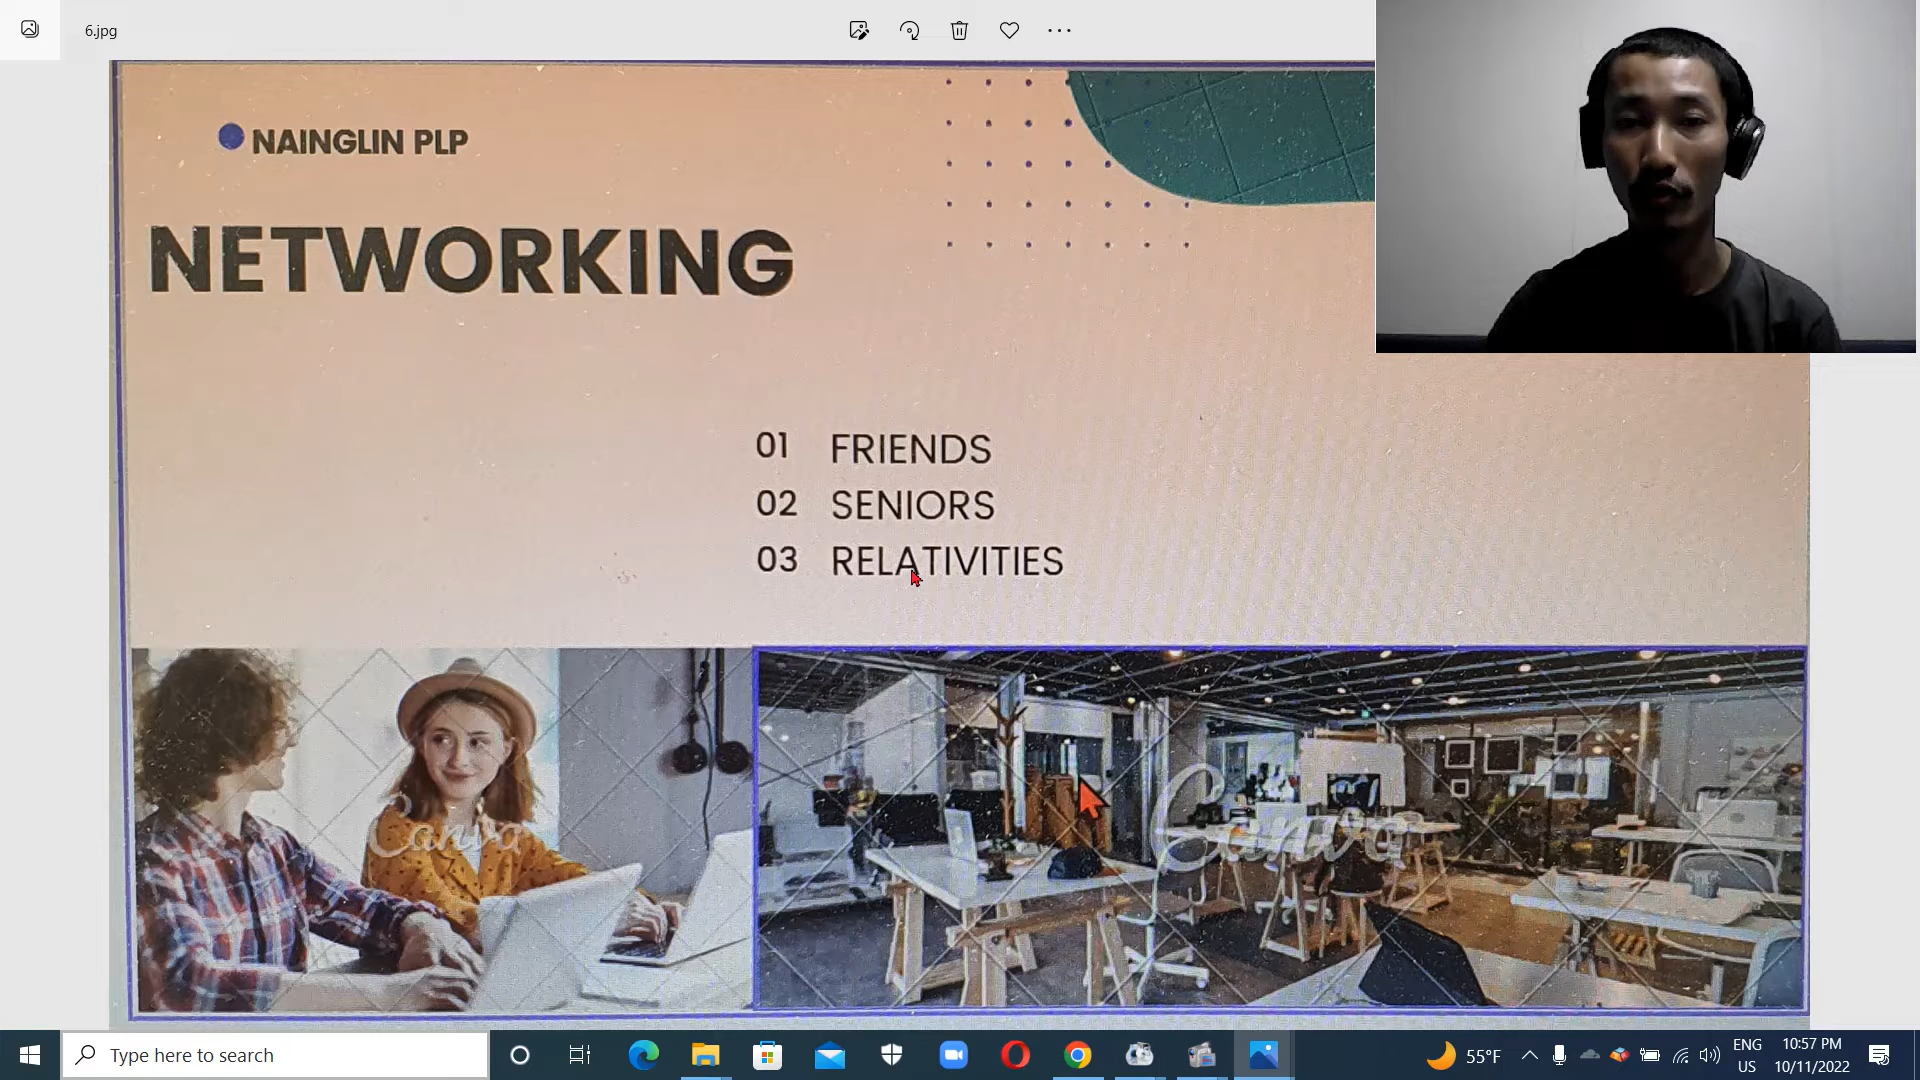 6.jpg
NAINGLIN PLP
NETWORKING
01 FRIENDS
02 SENIORS
03 RELATIVITIES
Canva
Canva
Type here to search
55°F
ENG
US
10:57 PM
10/11/2022